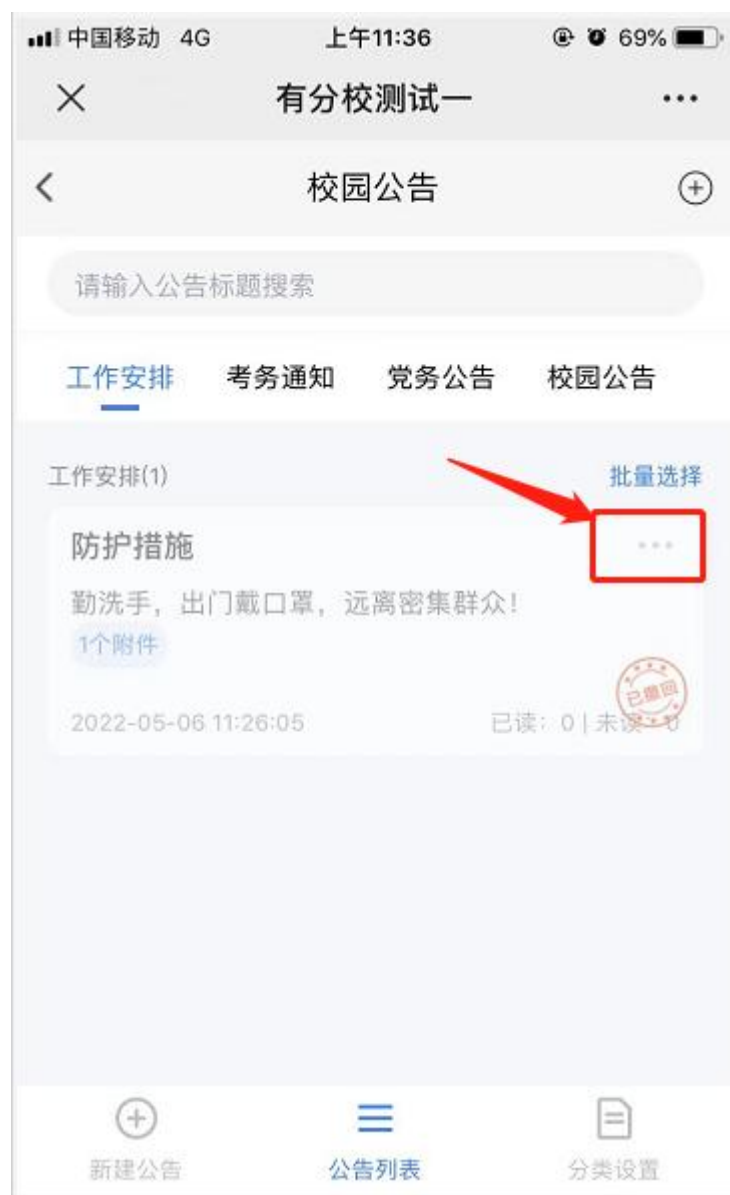 中国移动 4G 上午11:36 69%
有分校测试一
校园公告
请输入公告标题搜索
工作安排 考务通知 党务公告 校园公告
工作安排(1) 批量选择
防护措施
勤洗手，出门戴口罩，远离密集群众！
1个附件
已撤回
2022-05-06 11:26:05 已读：0 | 未读：0
新建公告 公告列表 分类设置